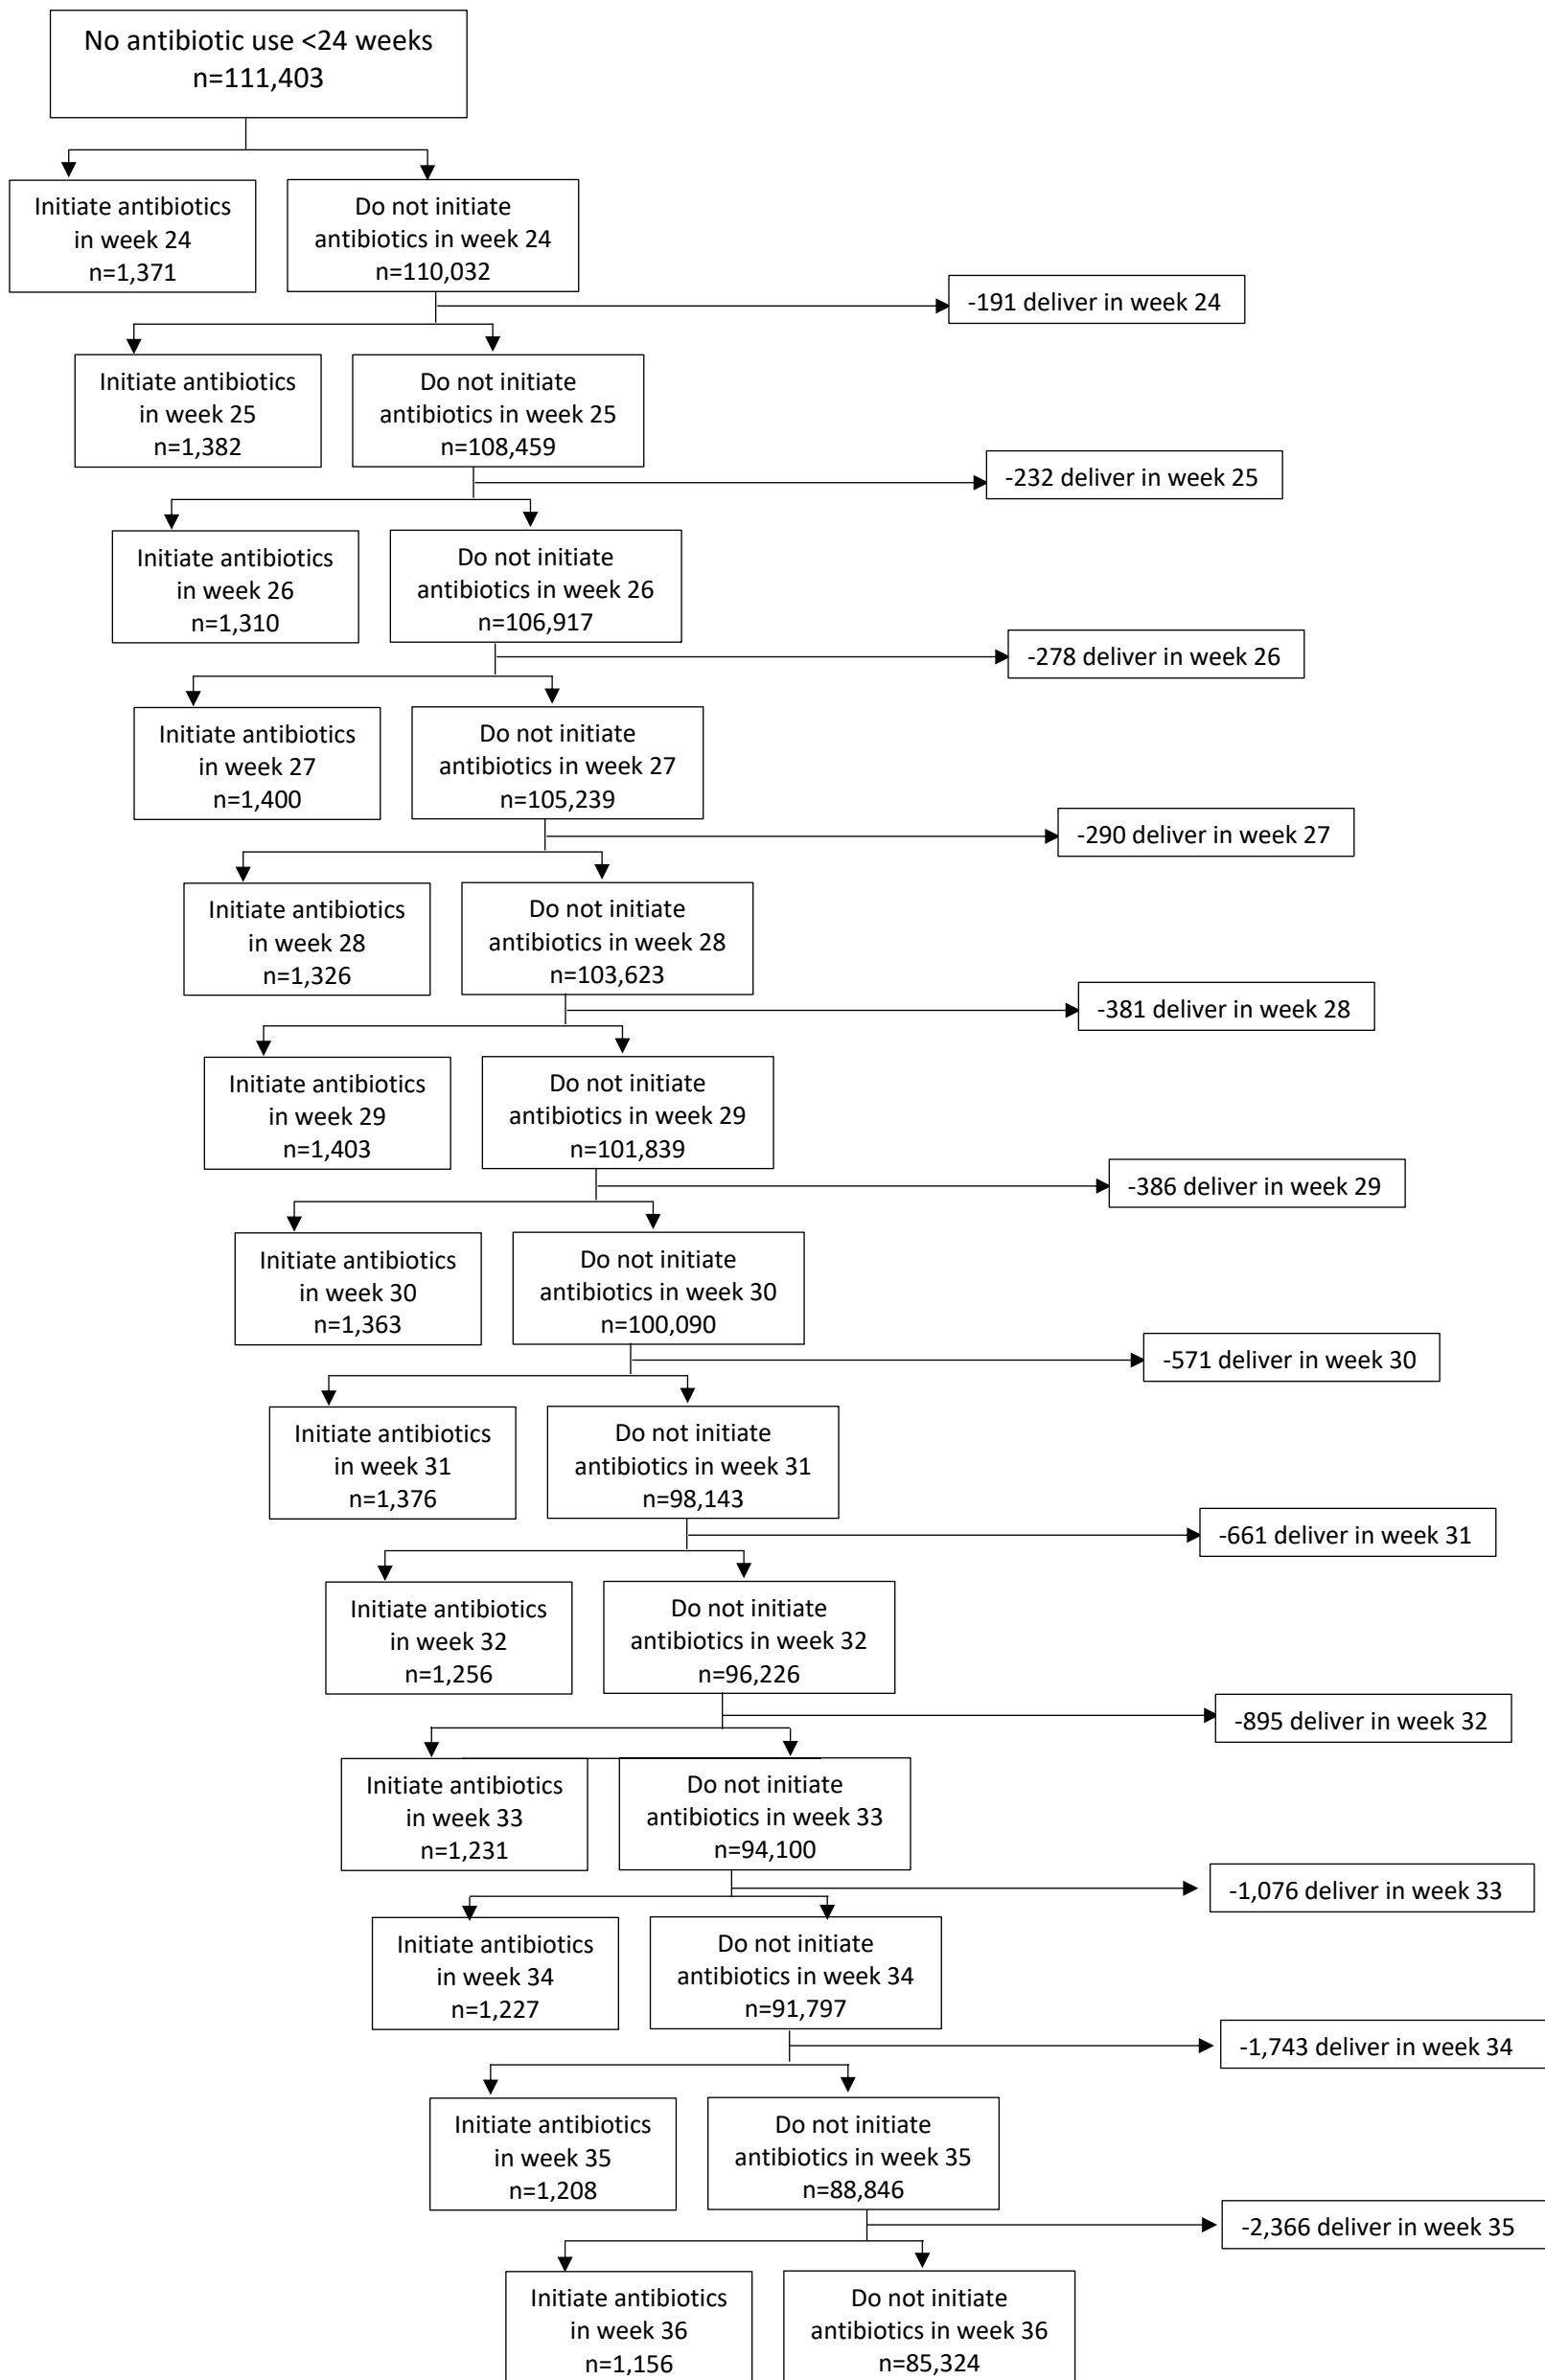 No antibiotic use <24 weeks
n=111,403
Initiate antibiotics
in week 24
n=1,371
Do not initiate
antibiotics in week 24
n=110,032
-191 deliver in week 24
Initiate antibiotics
in week 25
n=1,382
Do not initiate
antibiotics in week 25
n=108,459
-232 deliver in week 25
Initiate antibiotics
in week 26
n=1,310
Do not initiate
antibiotics in week 26
n=106,917
-278 deliver in week 26
Initiate antibiotics
in week 27
n=1,400
Do not initiate
antibiotics in week 27
n=105,239
-290 deliver in week 27
Initiate antibiotics
in week 28
n=1,326
Do not initiate
antibiotics in week 28
n=103,623
-381 deliver in week 28
Initiate antibiotics
in week 29
n=1,403
Do not initiate
antibiotics in week 29
n=101,839
-386 deliver in week 29
Initiate antibiotics
in week 30
n=1,363
Do not initiate
antibiotics in week 30
n=100,090
-571 deliver in week 30
Initiate antibiotics
in week 31
n=1,376
Do not initiate
antibiotics in week 31
n=98,143
-661 deliver in week 31
Initiate antibiotics
in week 32
n=1,256
Do not initiate
antibiotics in week 32
n=96,226
-895 deliver in week 32
Initiate antibiotics
in week 33
n=1,231
Do not initiate
antibiotics in week 33
n=94,100
-1,076 deliver in week 33
Initiate antibiotics
in week 34
n=1,227
Do not initiate
antibiotics in week 34
n=91,797
-1,743 deliver in week 34
Initiate antibiotics
in week 35
n=1,208
Do not initiate
antibiotics in week 35
n=88,846
-2,366 deliver in week 35
Initiate antibiotics
in week 36
n=1,156
Do not initiate
antibiotics in week 36
n=85,324